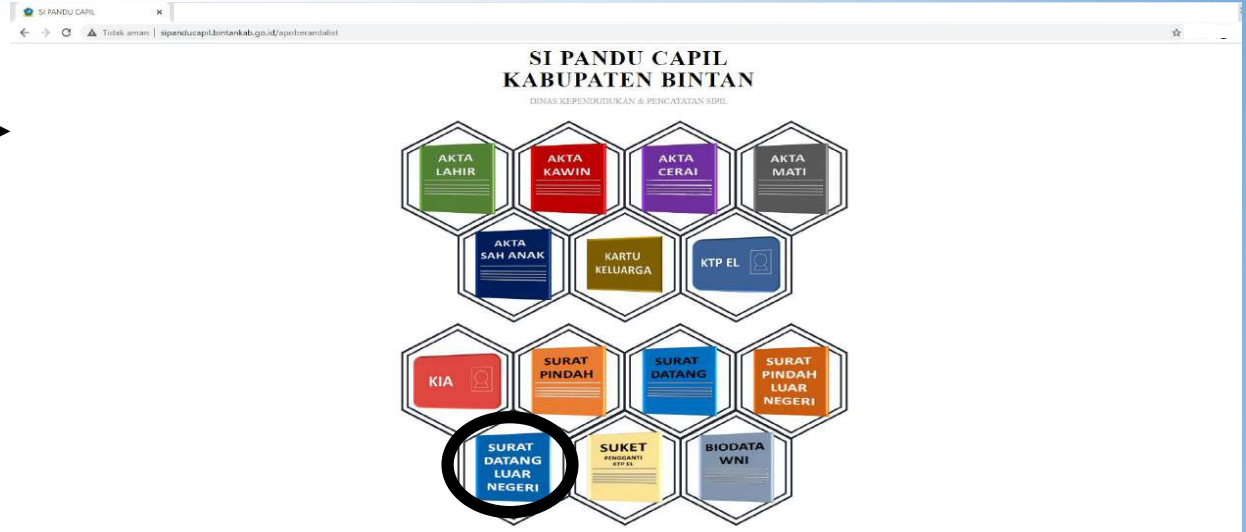 SI PANDU CAPIL
Tidak aman | sipanducapil.bintankab.go.id/apoberandalist
SI PANDU CAPIL
KABUPATEN BINTAN
DINAS KEPENDUDUKAN & PENCATATAN SIPIL
AKTA
LAHIR
AKTA
KAWIN
AKTA
CERAI
AKTA
MATI
AKTA
SAH ANAK
KARTU
KELUARGA
KTP EL
KIA
SURAT
PINDAH
SURAT
DATANG
SURAT
PINDAH
LUAR
NEGERI
SURAT
DATANG
LUAR
NEGERI
SUKET
PENGGANTI
KTP EL
BIODATA
WNI